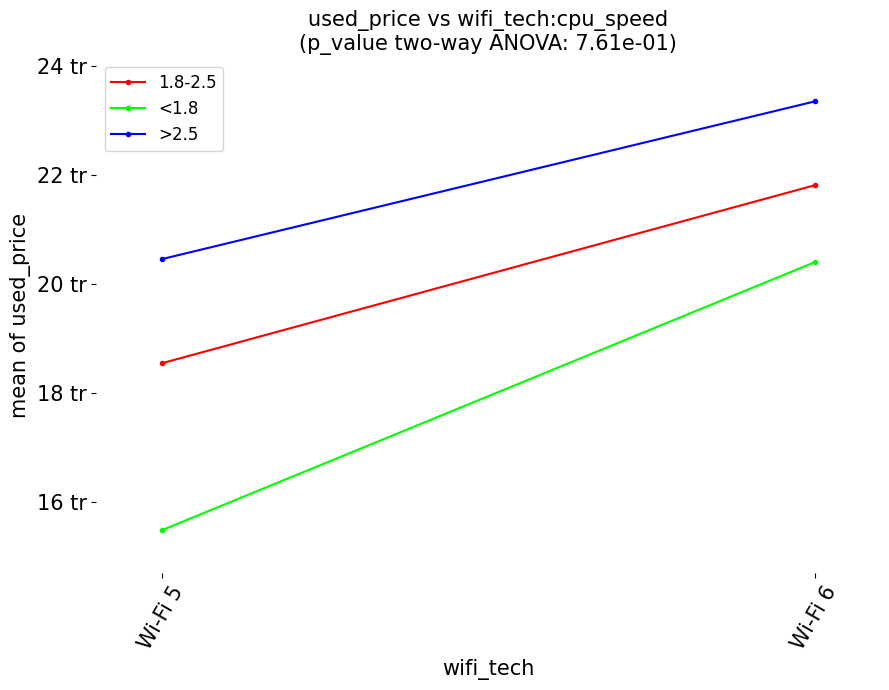 used_price vs wifi_tech:cpu_speed
(p_value two-way ANOVA: 7.61e-01)
24 tr
22 tr
20 tr
18 tr
16 tr
mean of used_price
1.8-2.5
<1.8
>2.5
Wi-Fi 5
Wi-Fi 6
wifi_tech